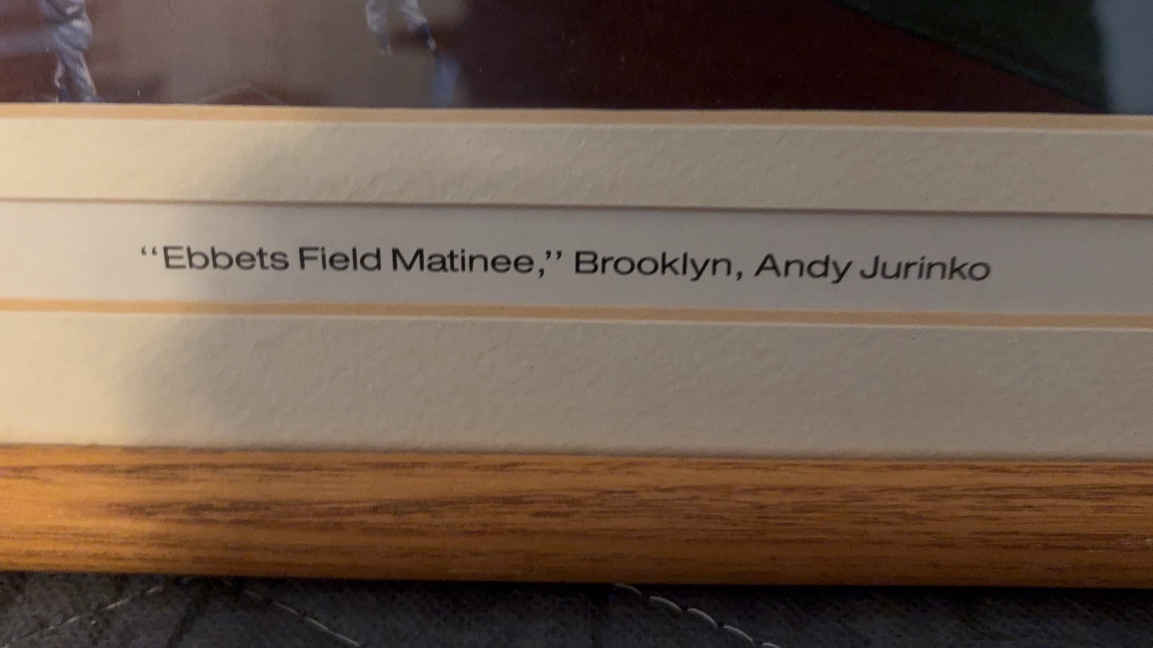 “Ebbets Field Matinee,” Brooklyn, Andy Jurinko